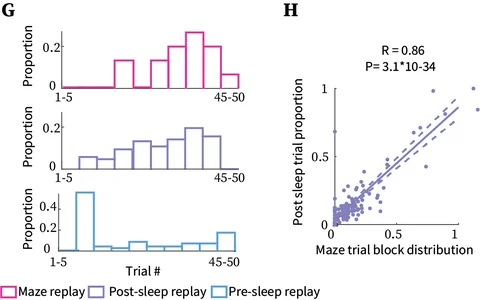 G
Proportion
0.2
0
1-5
45-50
Proportion
0.2
0
1-5
45-50
Proportion
0.4
0.2
0
1-5
45-50
Trial #
Maze replay
Post-sleep replay
Pre-sleep replay
H
R = 0.86
P= 3.1*10-34
Post sleep trial proportion
1
0.5
0
0
0.5
1
Maze trial block distribution